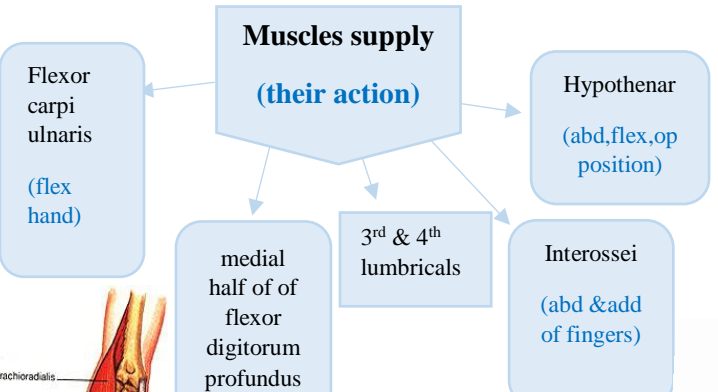 Muscles supply
(their action)
Flexor
carpi
ulnaris
(flex
hand)
medial
half of of
flexor
digitorum
profundus
3rd & 4th
lumbricals
Hypothenar
(abd,flex,op
position)
Interossei
(abd &add
of fingers)
rachioradialis